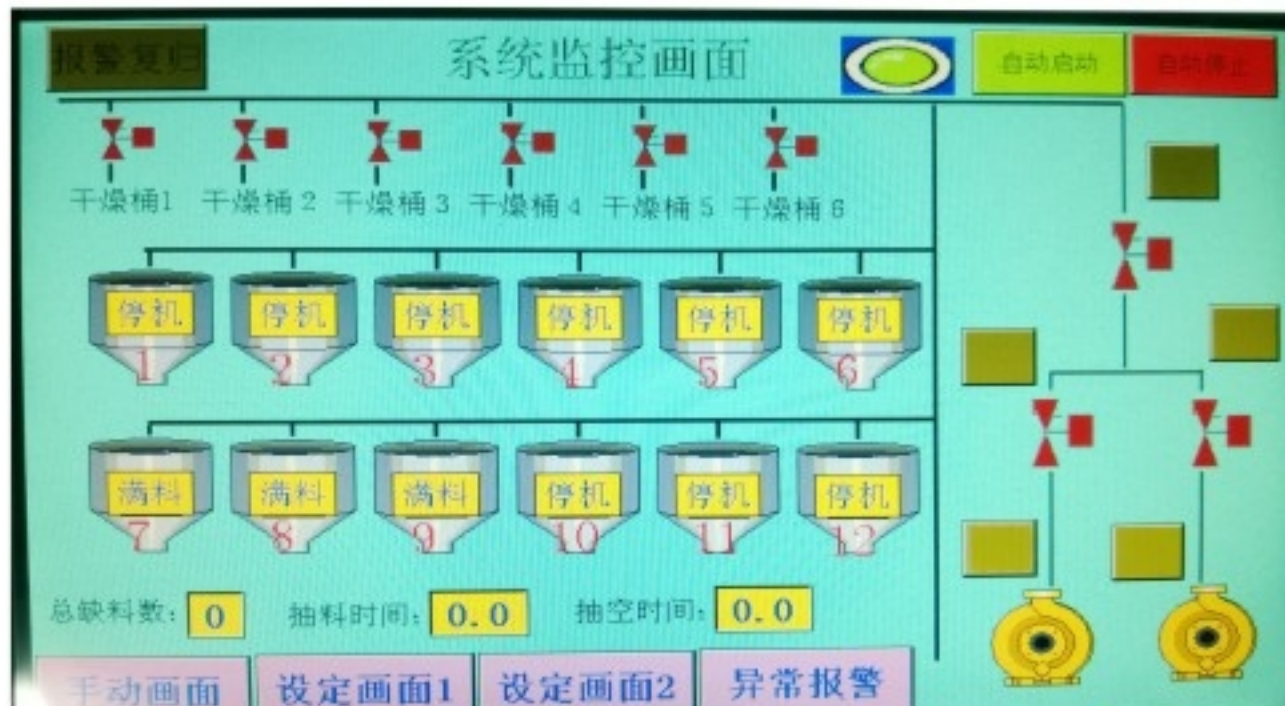 报警复归
系统监控画面
自动启动
自动停止
干燥桶1 干燥桶2 干燥桶3 干燥桶4 干燥桶5 干燥桶6
停机 停机 停机 停机 停机 停机
1 2 3 4 5 6
满料 满料 满料 停机 停机 停机
7 8 9 10 11 12
总缺料数: 0 抽料时间: 0.0 抽空时间: 0.0
手动画面 设定画面1 设定画面2 异常报警